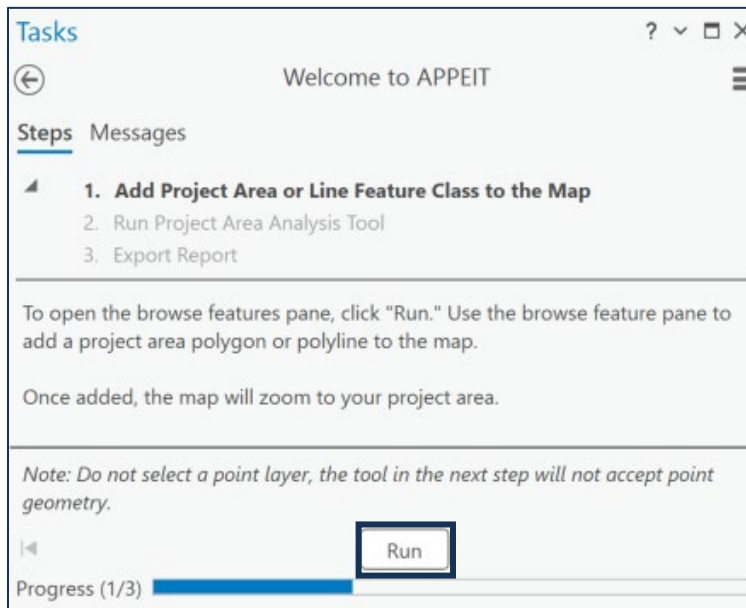 Tasks
?
Welcome to APPEIT
Steps Messages
1. Add Project Area or Line Feature Class to the Map
2. Run Project Area Analysis Tool
3. Export Report
To open the browse features pane, click "Run." Use the browse feature pane to
add a project area polygon or polyline to the map.
Once added, the map will zoom to your project area.
Note: Do not select a point layer, the tool in the next step will not accept point
geometry.
Run
Progress (1/3)